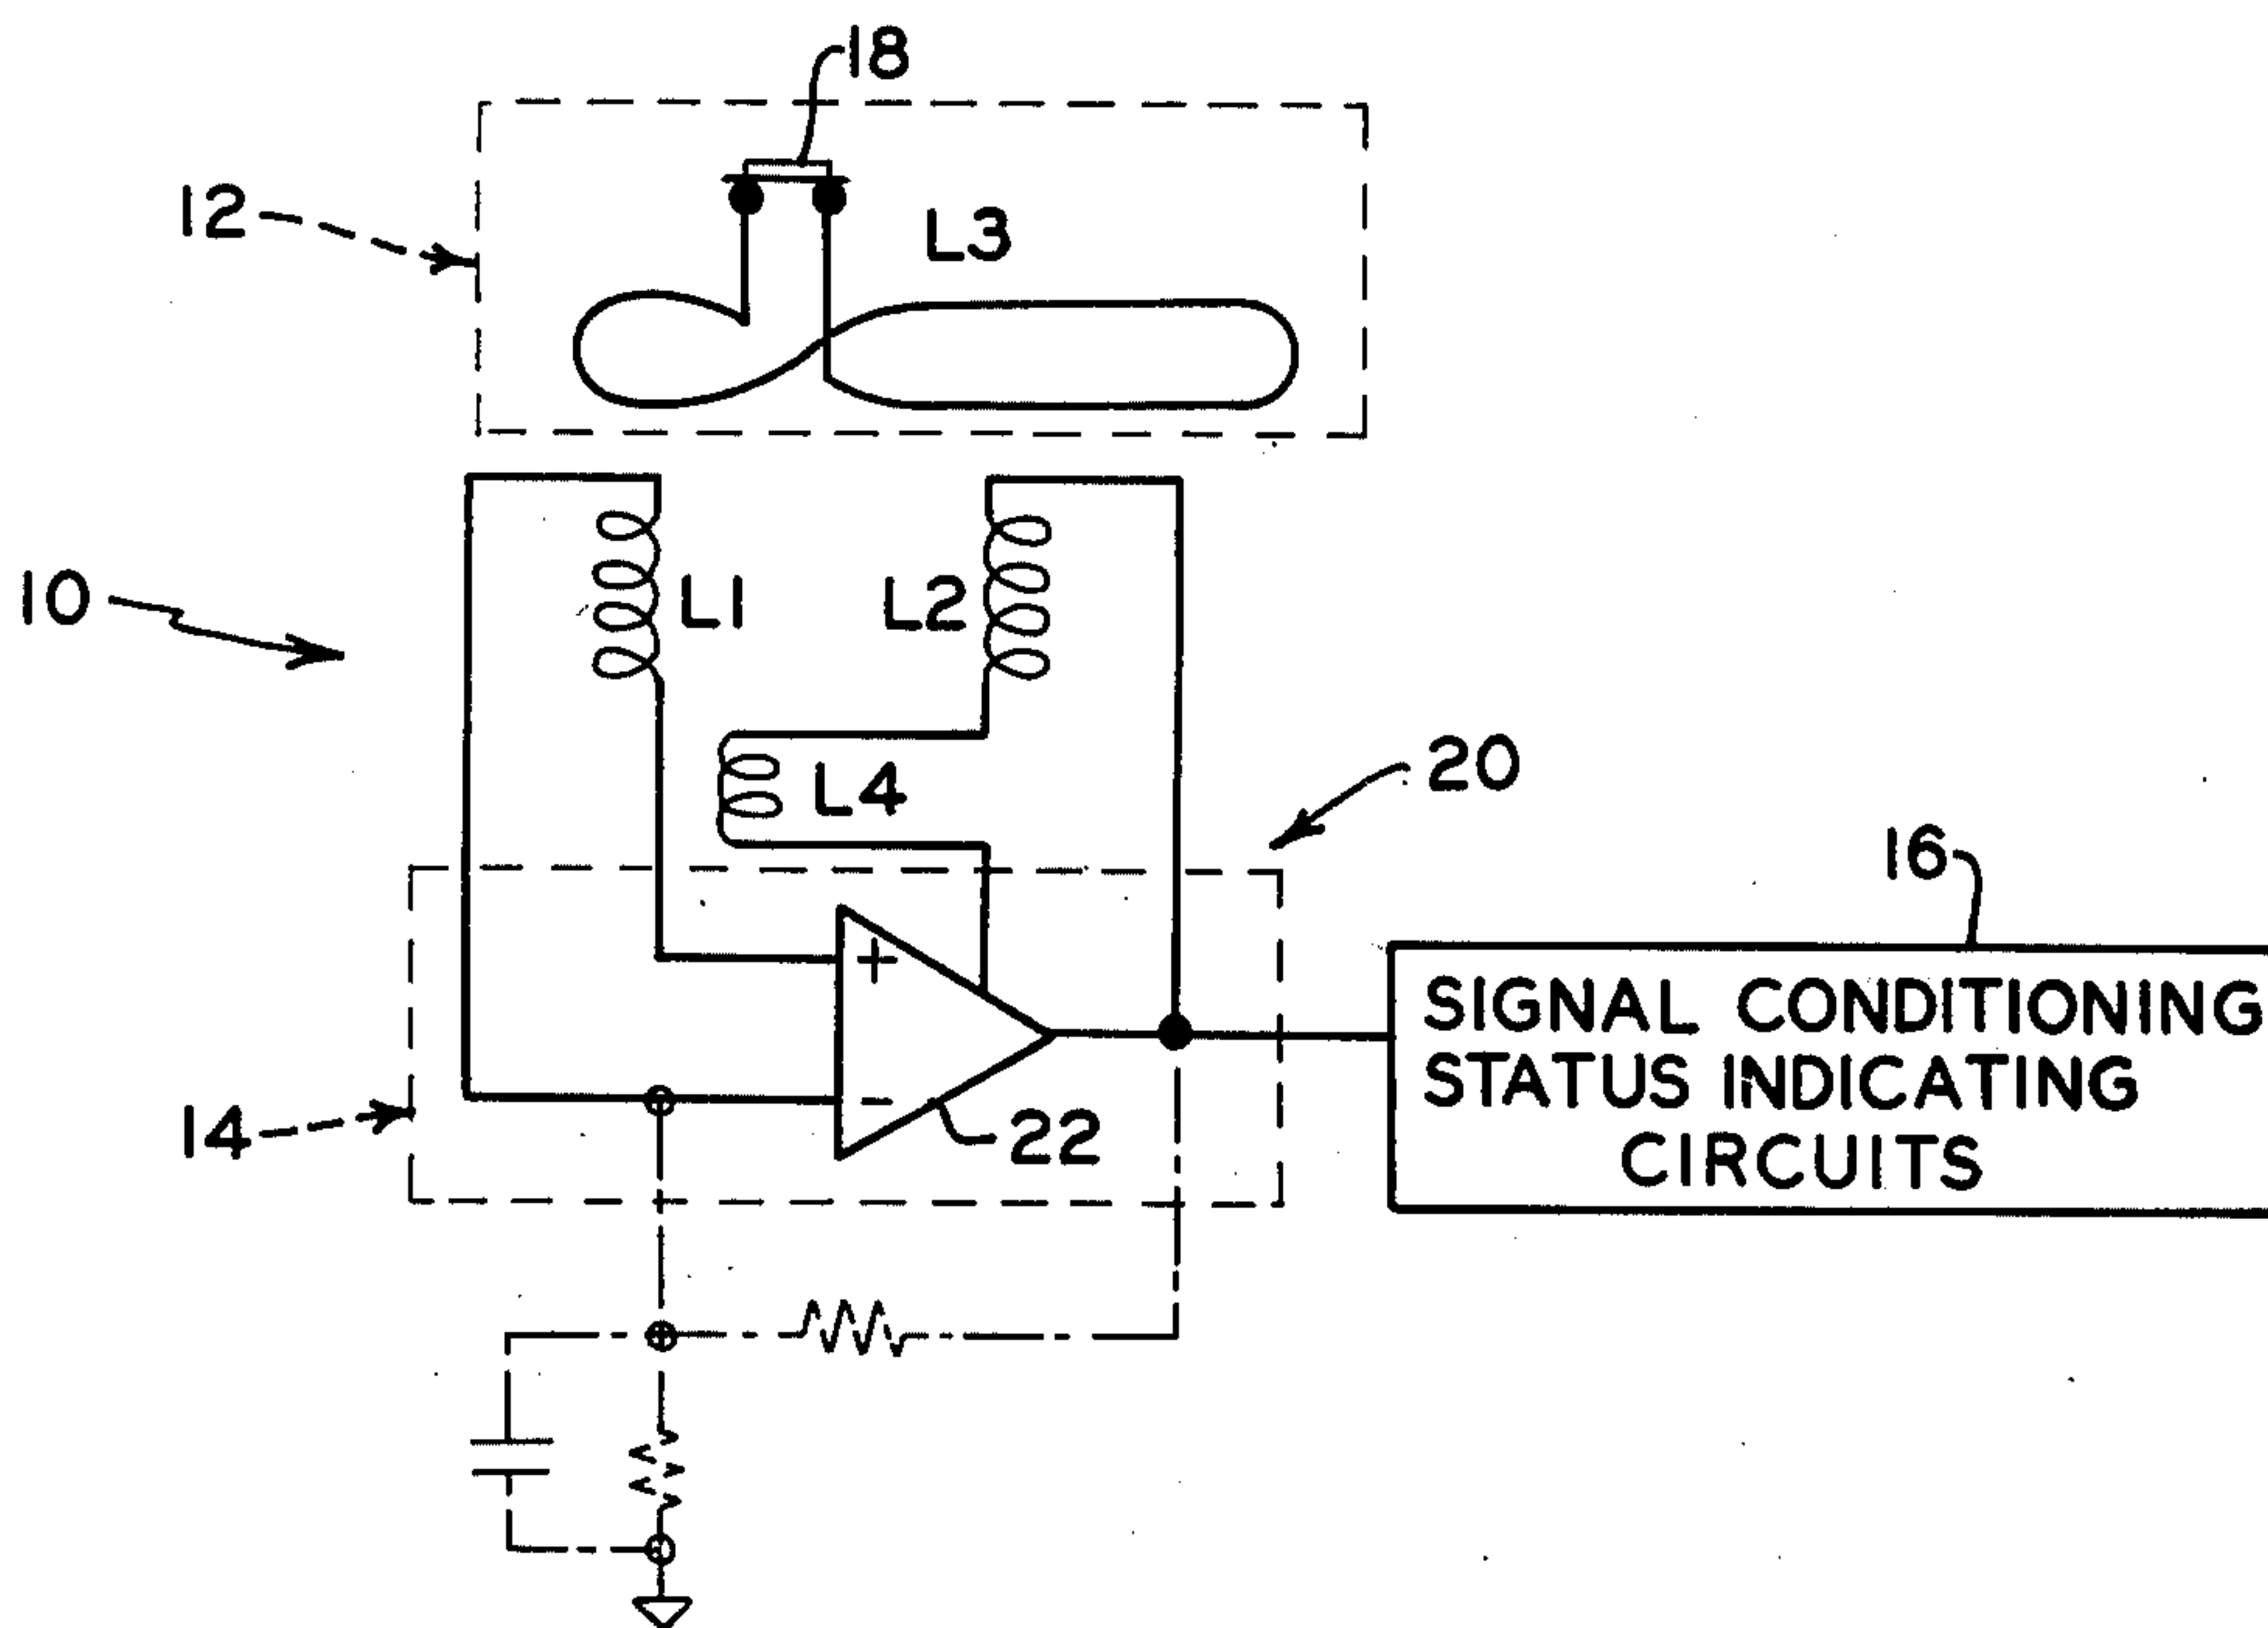 18
12
L3
10
L1
L2
L4
20
16
+
SIGNAL CONDITIONING
STATUS INDICATING
CIRCUITS
14
-
22